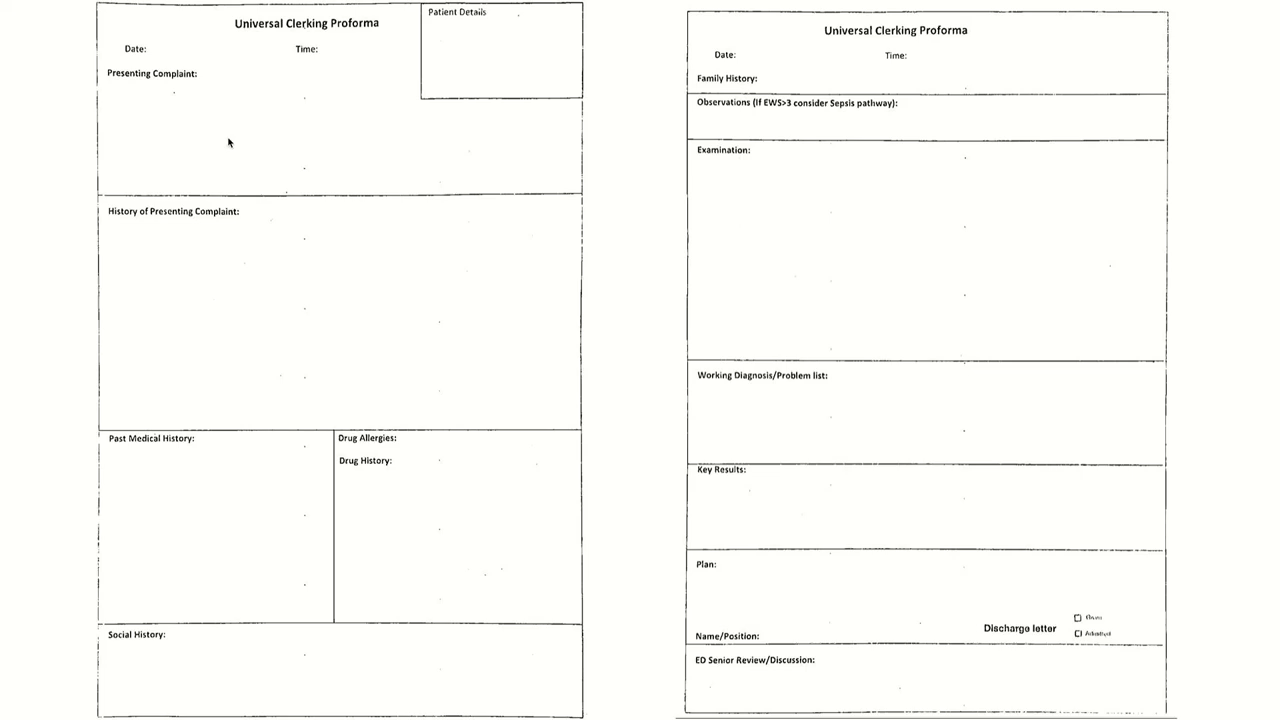 Universal Clerking Proforma
Patient Details
Date:
Time:
Presenting Complaint:
History of Presenting Complaint:
Past Medical History:
Drug Allergies:
Drug History:
Social History:
Universal Clerking Proforma
Date:
Time:
Family History:
Observations (If EWS>3 consider Sepsis pathway):
Examination:
Working Diagnosis/Problem list:
Key Results:
Plan:
Discharge letter
Name/Position:
ED Senior Review/Discussion: